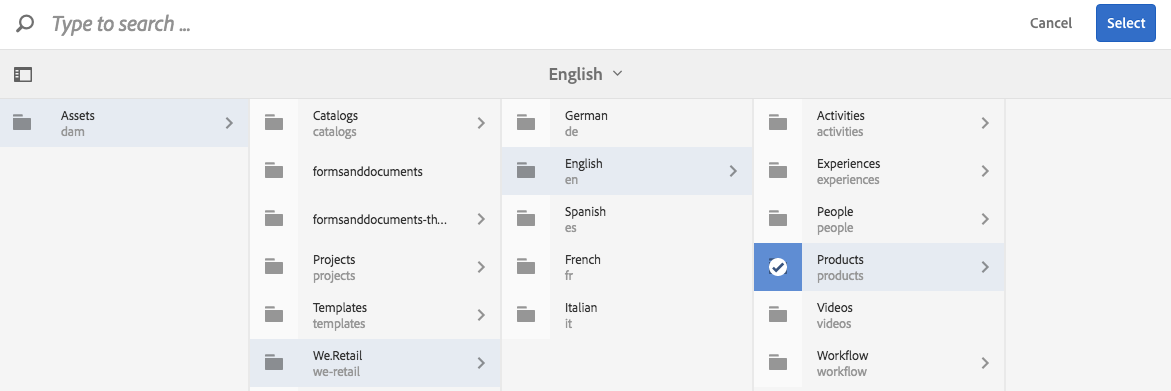 Type to search ...
Cancel
Select
English
Assets
dam
Catalogs
catalogs
formsanddocuments
formsanddocuments-th...
Projects
projects
Templates
templates
We.Retail
we-retail
German
de
English
en
Spanish
es
French
fr
Italian
it
Activities
activities
Experiences
experiences
People
people
Products
products
Videos
videos
Workflow
workflow